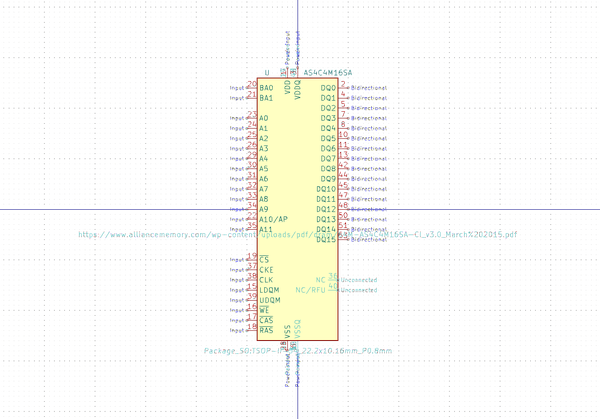 U AS4C4M16SA
Power input
Power input
VDD
VDDQ
Input 20 BA0 DQ0 2 Bidirectional
Input 21 BA1 DQ1 4 Bidirectional
DQ2 5 Bidirectional
Input 23 A0 DQ3 7 Bidirectional
Input 24 A1 DQ4 8 Bidirectional
Input 25 A2 DQ5 10 Bidirectional
Input 26 A3 DQ6 11 Bidirectional
Input 29 A4 DQ7 13 Bidirectional
Input 30 A5 DQ8 42 Bidirectional
Input 31 A6 DQ9 44 Bidirectional
Input 32 A7 DQ10 45 Bidirectional
Input 33 A8 DQ11 47 Bidirectional
Input 34 A9 DQ12 48 Bidirectional
Input 22 A10/AP DQ13 50 Bidirectional
Input 35 A11 DQ14 51 Bidirectional
https://www.alliancememory.com/wp-content/uploads/pdf/ AS4C4M16SA-CI_v3.0_March%202015.pdf
DQ15 53 Bidirectional
Input 19 CS
Input 37 CKE
Input 38 CLK NC 36 Unconnected
Input 15 LDQM NC/RFU 40 Unconnected
Input 39 UDQM
Input 16 WE
Input 17 CAS
Input 18 RAS
VSS
VSSQ
Package_SO:TSOP-II- 22.2x10.16mm_P0.8mm
Power input
Power input